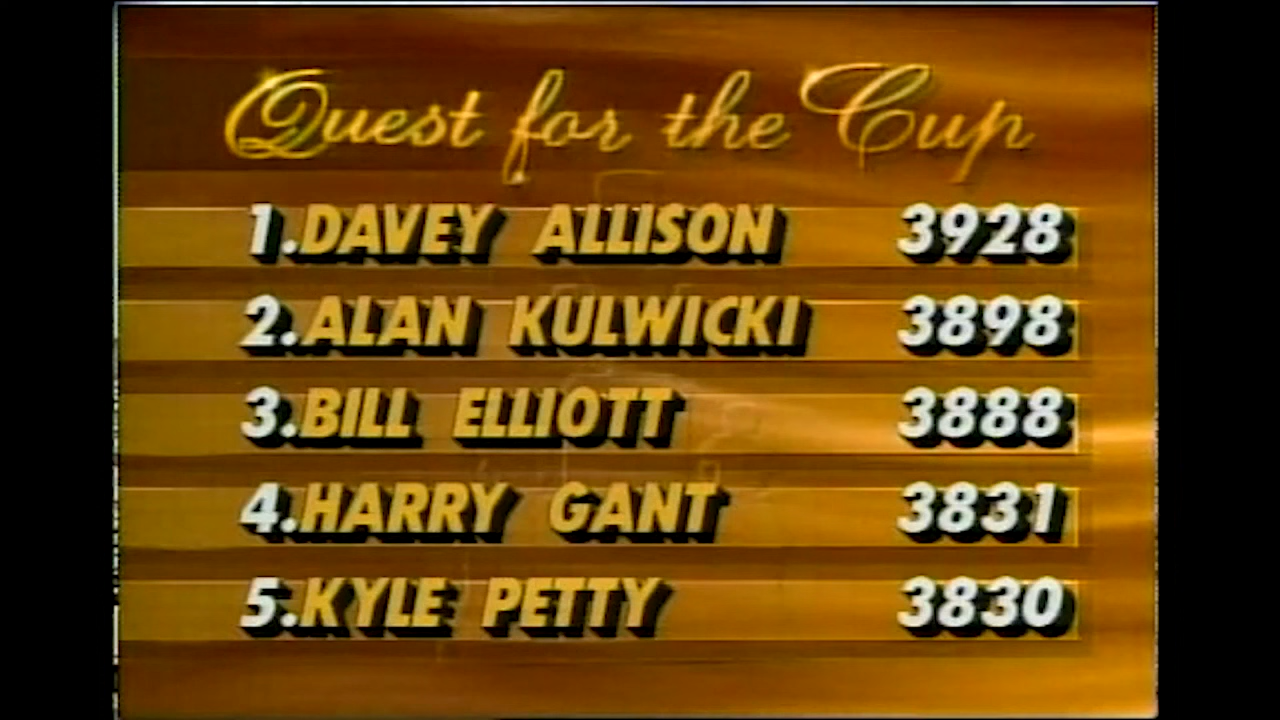 Quest for the Cup
1. DAVEY ALLISON 3928
2. ALAN KULWICKI 3898
3. BILL ELLIOTT 3888
4. HARRY GANT 3831
5. KYLE PETTY 3830